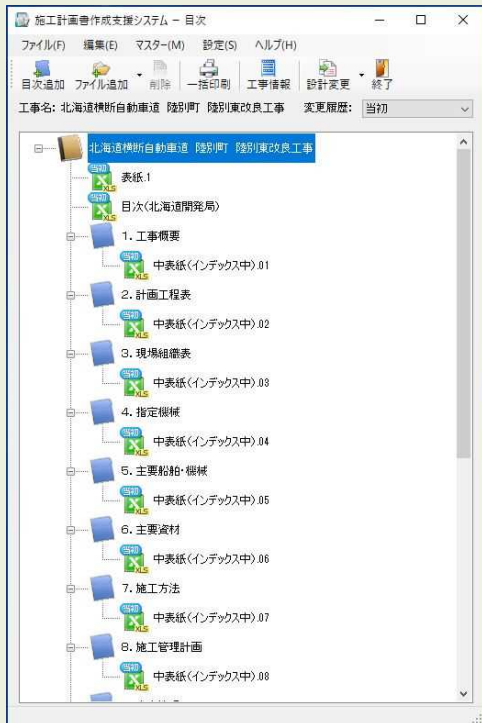 施工計画書作成支援システム － 目次
ファイル(F) 編集(E) マスター(M) 設定(S) ヘルプ(H)
目次追加 ファイル追加 削除 一括印刷 工事情報 設計変更 終了
工事名: 北海道横断自動車道 陸別町 陸別東改良工事 変更履歴: 当初
北海道横断自動車道 陸別町 陸別東改良工事
当初 XLS 表紙.1
当初 XLS 目次(北海道開発局)
1. 工事概要
当初 XLS 中表紙(インデックス中).01
2. 計画工程表
当初 XLS 中表紙(インデックス中).02
3. 現場組織表
当初 XLS 中表紙(インデックス中).03
4. 指定機械
当初 XLS 中表紙(インデックス中).04
5. 主要船舶・機械
当初 XLS 中表紙(インデックス中).05
6. 主要資材
当初 XLS 中表紙(インデックス中).06
7. 施工方法
当初 XLS 中表紙(インデックス中).07
8. 施工管理計画
当初 XLS 中表紙(インデックス中).08